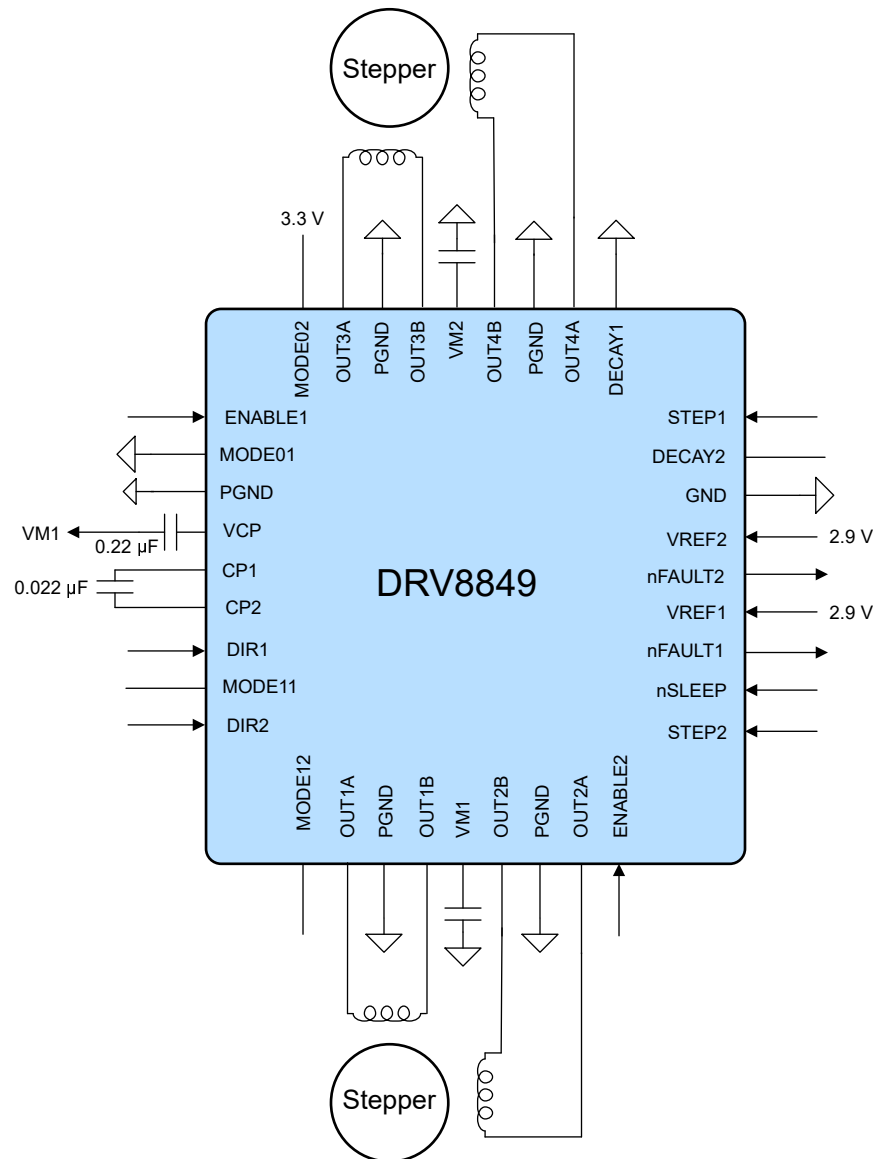 Stepper
3.3 V
MODE02
OUT3A
PGND
OUT3B
VM2
OUT4B
PGND
OUT4A
DECAY1
ENABLE1
MODE01
PGND
VM1
0.22 µF
VCP
0.022 µF
CP1
CP2
DIR1
MODE11
DIR2
DRV8849
STEP1
DECAY2
GND
VREF2
2.9 V
nFAULT2
VREF1
2.9 V
nFAULT1
nSLEEP
STEP2
MODE12
OUT1A
PGND
OUT1B
VM1
OUT2B
PGND
OUT2A
ENABLE2
Stepper